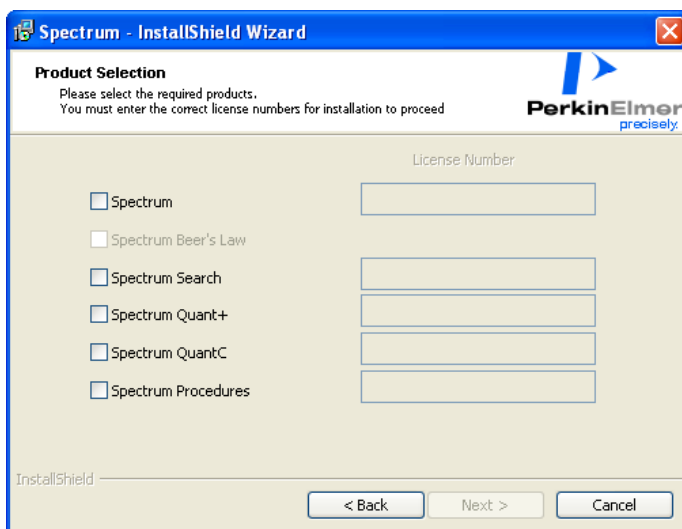 Spectrum - InstallShield Wizard
Product Selection
Please select the required products.
You must enter the correct license numbers for installation to proceed
PerkinElmer
precisely.
License Number
Spectrum
Spectrum Beer's Law
Spectrum Search
Spectrum Quant+
Spectrum QuantC
Spectrum Procedures
InstallShield
< Back
Next >
Cancel